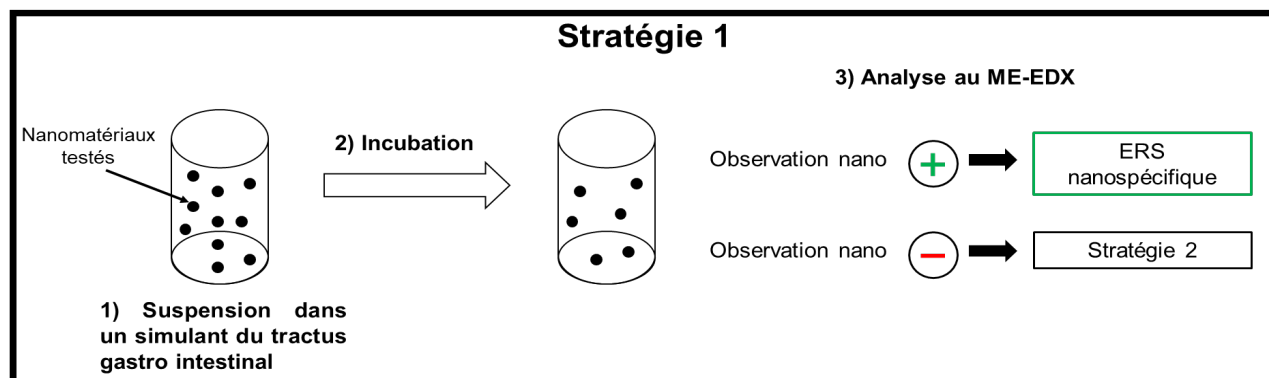 Stratégie 1
3) Analyse au ME-EDX
Nanomatériaux
testés
2) Incubation
Observation nano
+
ERS
nanospécifique
Observation nano
−
Stratégie 2
1) Suspension dans
un simulant du tractus
gastro intestinal